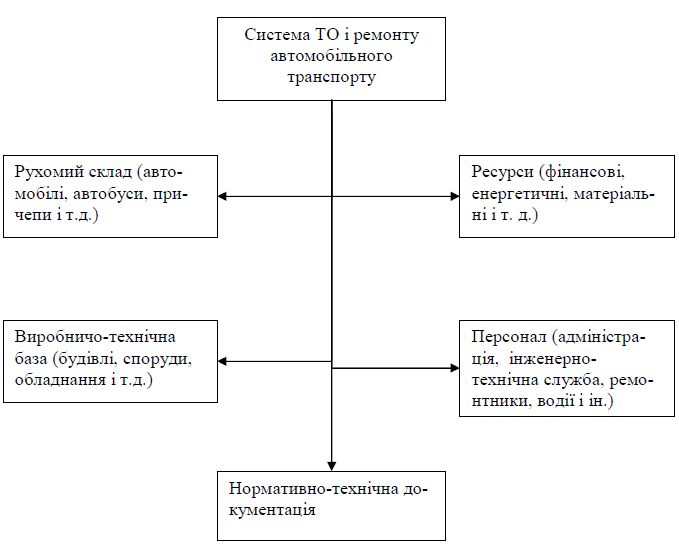 Система ТО і ремонту
автомобільного
транспорту
Рухомий склад (авто-
мобілі, автобуси, при-
чепи і т.д.)
Ресурси (фінансові,
енергетичні, матеріаль-
ні і т. д.)
Виробничо-технічна
база (будівлі, споруди,
обладнання і т.д.)
Персонал (адміністра-
ція, інженерно-
технічна служба, ремо-
нтники, водії і ін.)
Нормативно-технічна до-
кументація